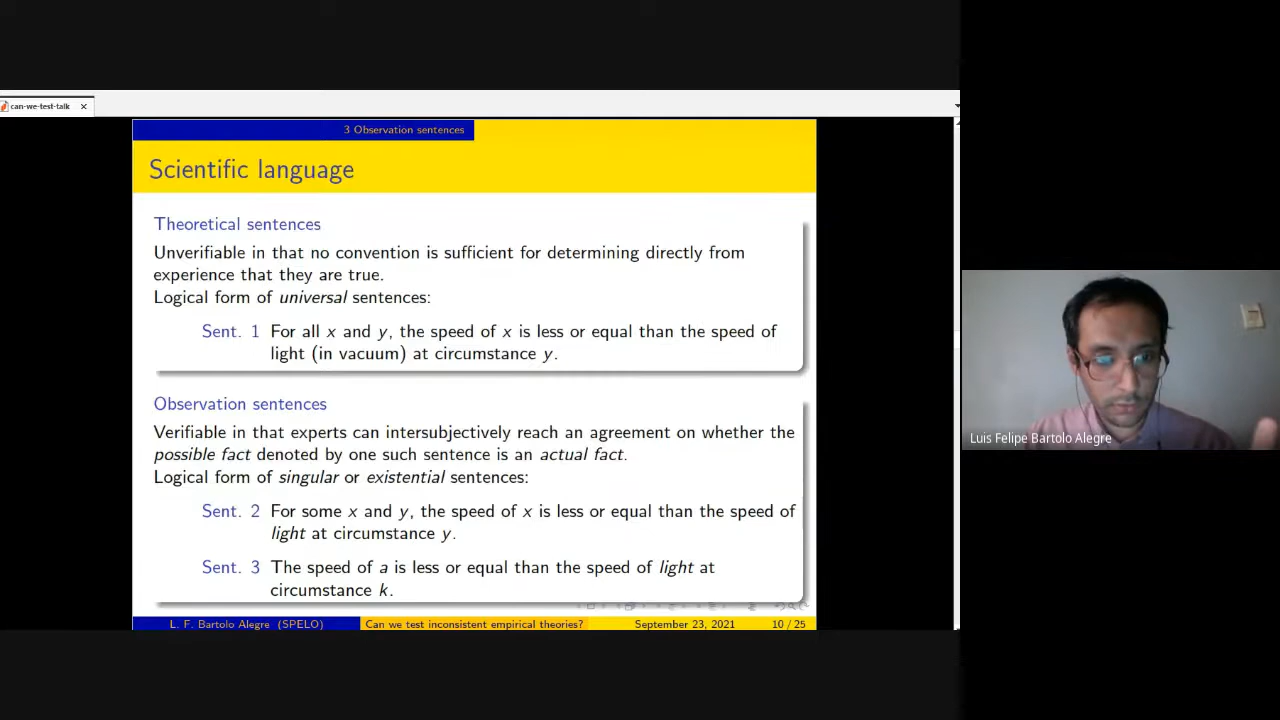 can-we-test-talk
3 Observation sentences
Scientific language
Theoretical sentences
Unverifiable in that no convention is sufficient for determining directly from
experience that they are true.
Logical form of universal sentences:
Sent. 1 For all x and y, the speed of x is less or equal than the speed of
light (in vacuum) at circumstance y.
Observation sentences
Verifiable in that experts can intersubjectively reach an agreement on whether the
possible fact denoted by one such sentence is an actual fact.
Logical form of singular or existential sentences:
Sent. 2 For some x and y, the speed of x is less or equal than the speed of
light at circumstance y.
Sent. 3 The speed of a is less or equal than the speed of light at
circumstance k.
L. F. Bartolo Alegre (SPELO) Can we test inconsistent empirical theories? September 23, 2021 10 / 25
Luis Felipe Bartolo Alegre